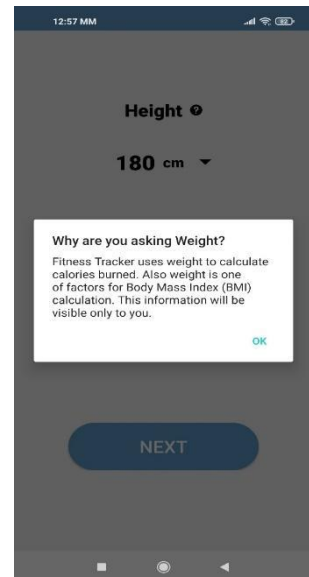 12:57 MM
Height
180 cm
Why are you asking Weight?
Fitness Tracker uses weight to calculate
calories burned. Also weight is one
of factors for Body Mass Index (BMI)
calculation. This information will be
visible only to you.
OK
NEXT